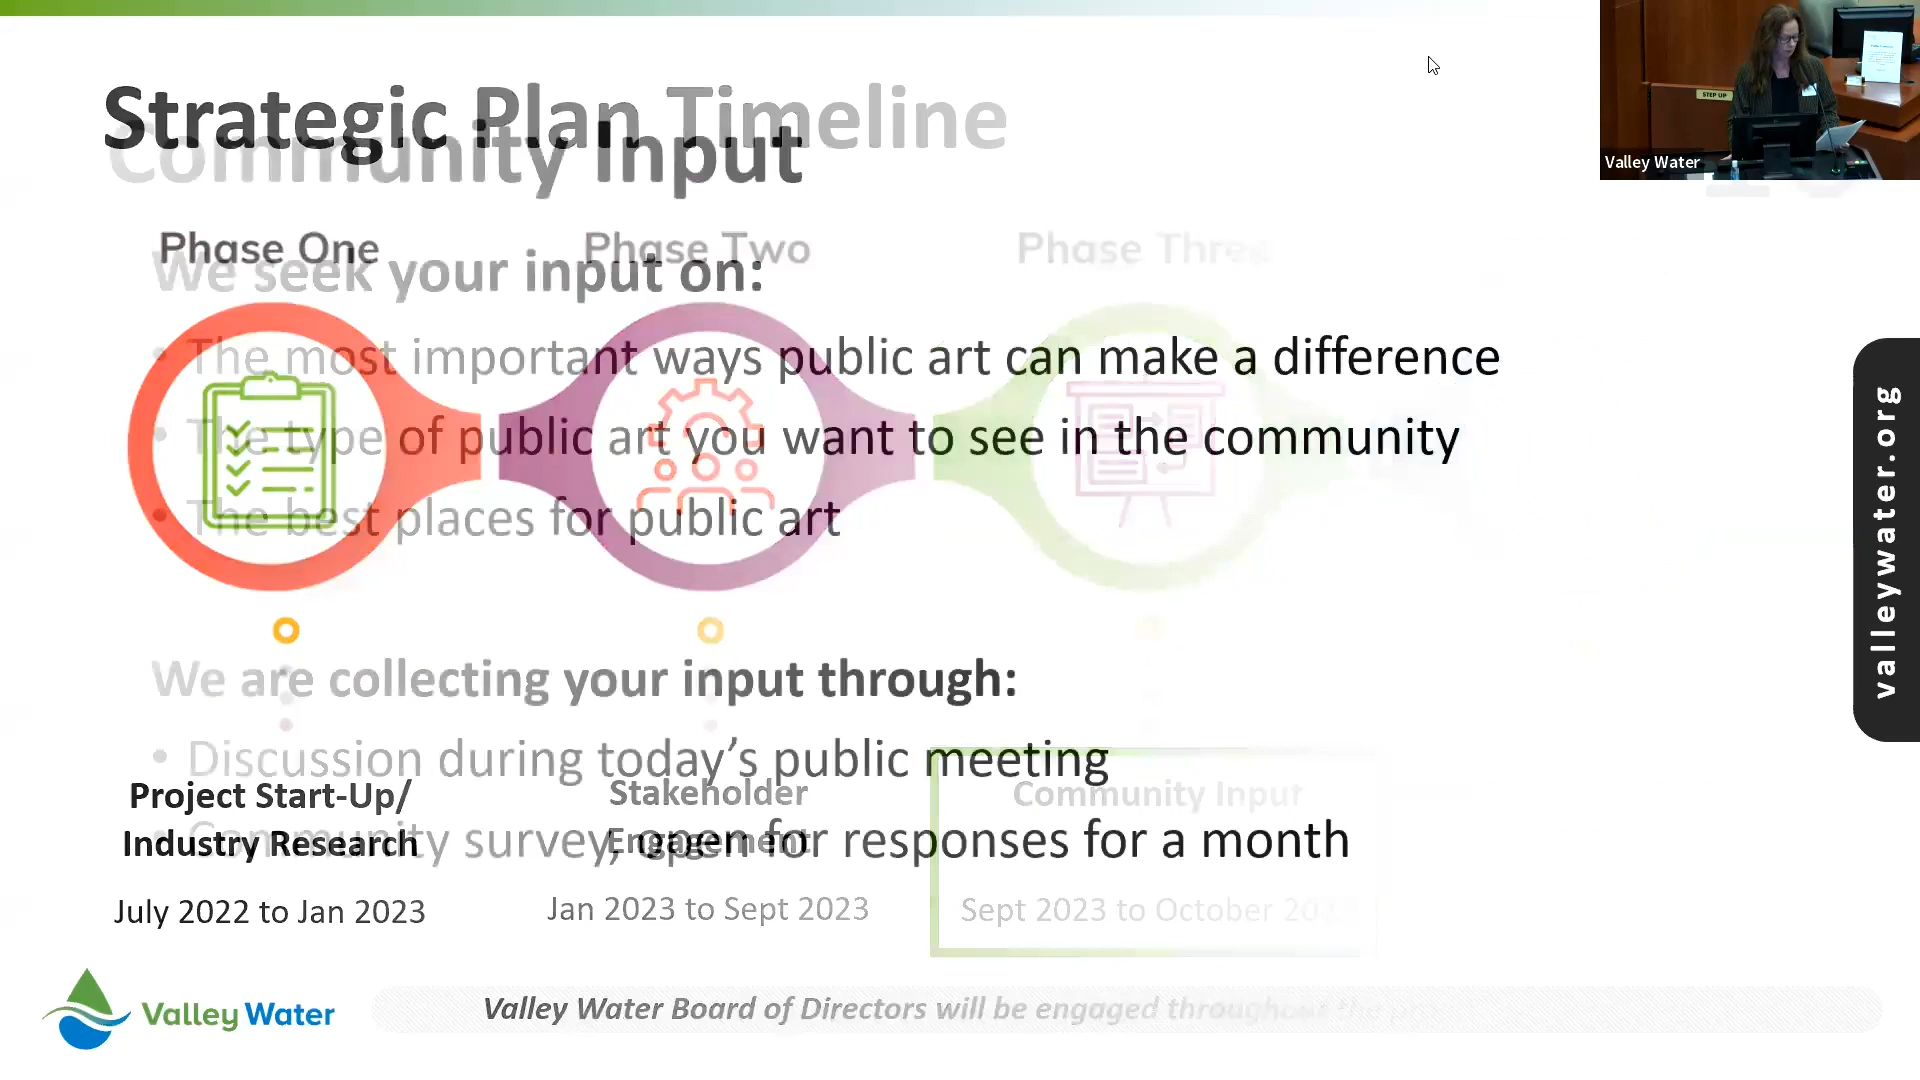 Strategic Plan Timeline
Community Input
Phase One
Phase Two
Phase Three
We seek your input on:
• The most important ways public art can make a difference
• The type of public art you want to see in the community
• The best places for public art
We are collecting your input through:
• Discussion during today's public meeting
• Community survey, open for responses for a month
Project Start-Up/
Industry Research
July 2022 to Jan 2023
Stakeholder
Engagement
Jan 2023 to Sept 2023
Community Input
Sept 2023 to October
Valley Water
Valley Water Board of Directors will be engaged throughout the
valleywater.org
STEP UP
Valley Water